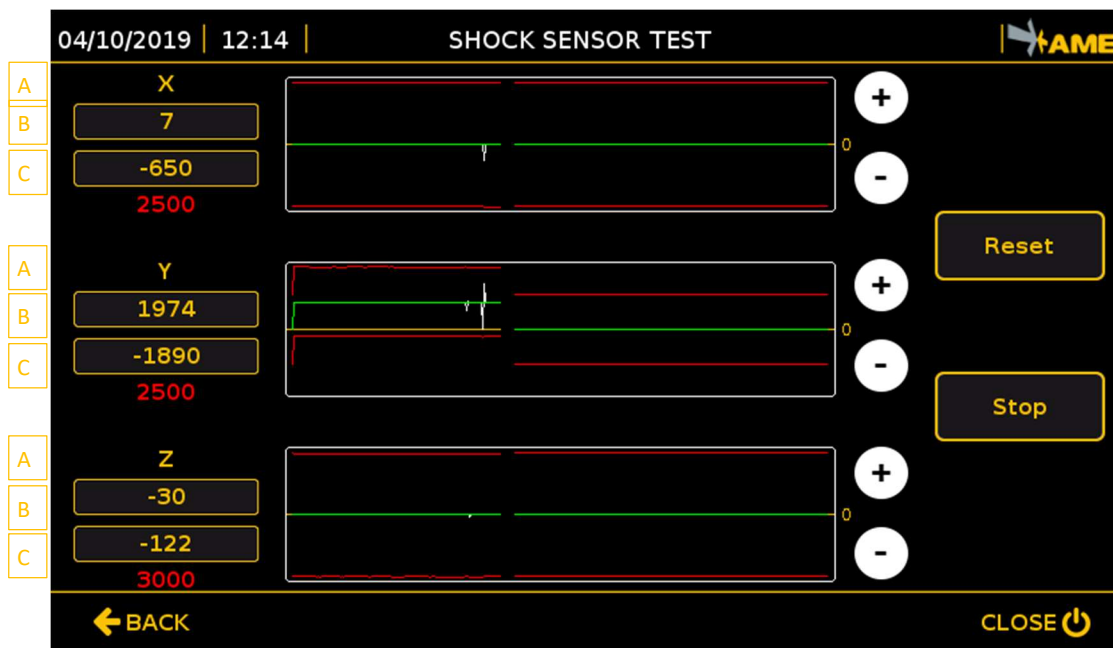 04/10/2019 12:14 SHOCK SENSOR TEST AME
A X
B 7
C -650
2500
+
0
-
Reset
A Y
B 1974
C -1890
2500
+
0
-
Stop
A Z
B -30
C -122
3000
+
0
-
BACK CLOSE